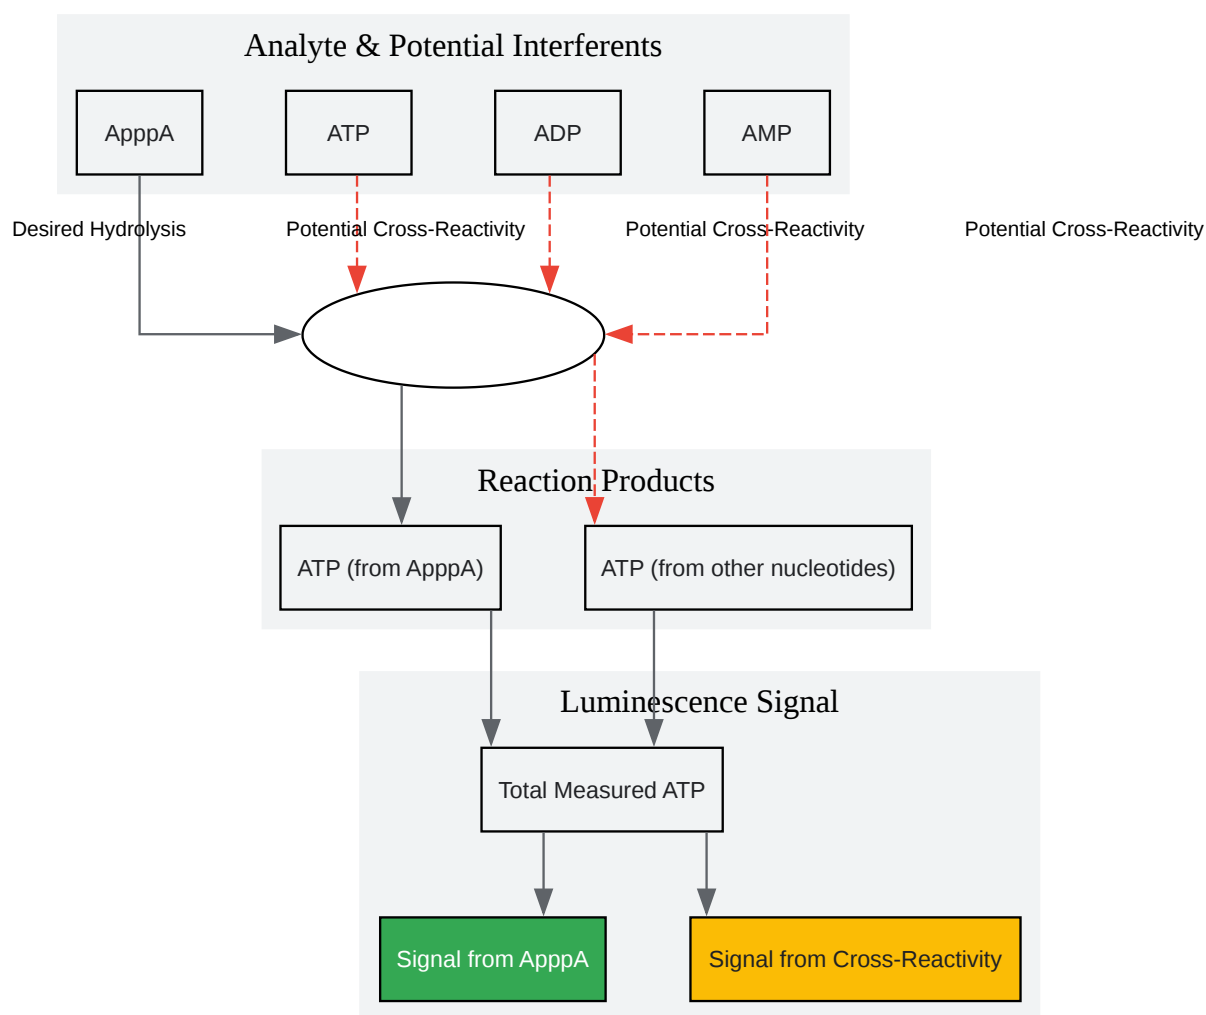 Analyte & Potential Interferents
ApppA
ATP
ADP
AMP
Desired Hydrolysis
Potential Cross-Reactivity
Potential Cross-Reactivity
Potential Cross-Reactivity
Reaction Products
ATP (from ApppA)
ATP (from other nucleotides)
Luminescence Signal
Total Measured ATP
Signal from ApppA
Signal from Cross-Reactivity